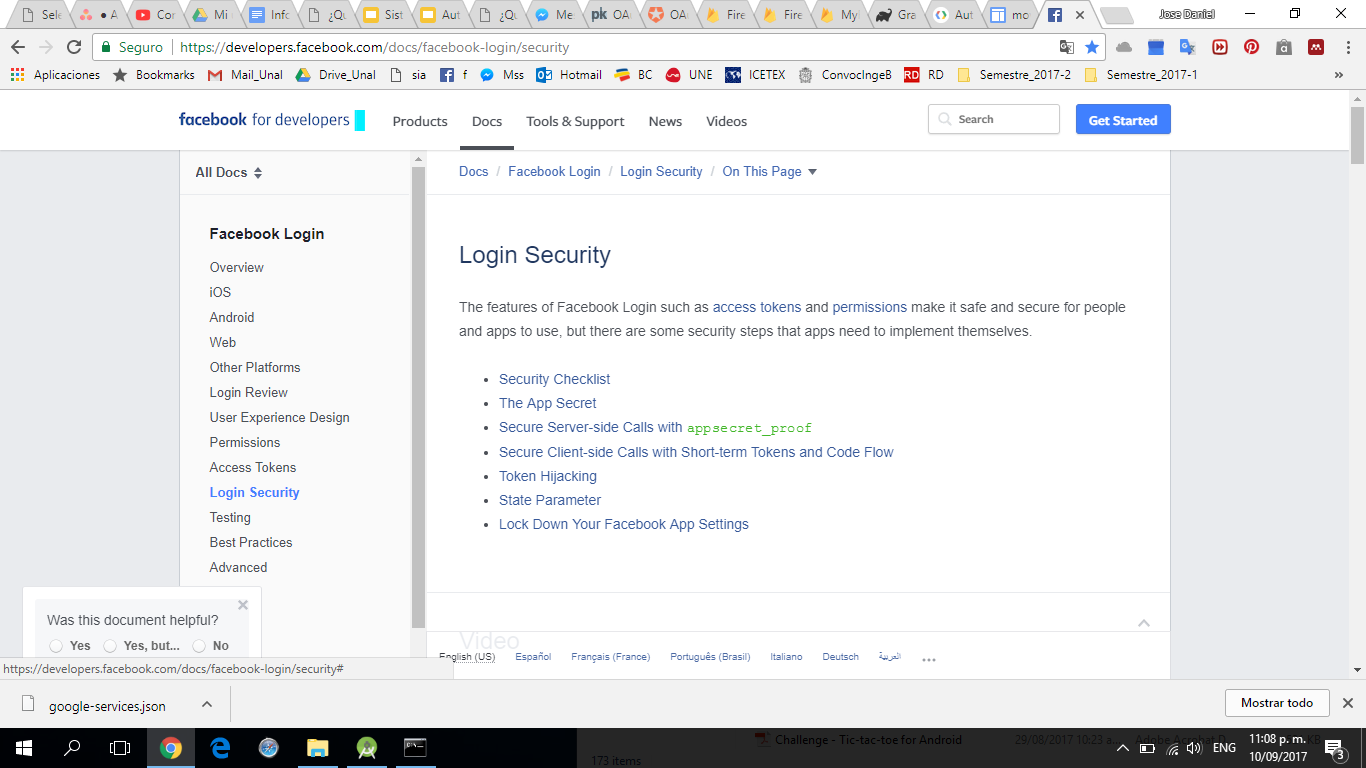 Sele
● A
Cor
Mi
Info
¿Qu
Sist
Aut
¿Qu
Me
pk OAu
OAu
Fire
Fire
My
Gra
Aut
mo
Jose Daniel
Seguro
https://developers.facebook.com/docs/facebook-login/security
Aplicaciones
Bookmarks
Mail_Unal
Drive_Unal
sia
f
Mss
Hotmail
BC
UNE
ICETEX
ConvocIngeB
RD RD
Semestre_2017-2
Semestre_2017-1
»
facebook for developers
Products
Docs
Tools & Support
News
Videos
Search
Get Started
All Docs
Docs / Facebook Login / Login Security / On This Page
Facebook Login
Overview
iOS
Android
Web
Other Platforms
Login Review
User Experience Design
Permissions
Access Tokens
Login Security
Testing
Best Practices
Advanced
Login Security
The features of Facebook Login such as access tokens and permissions make it safe and secure for people
and apps to use, but there are some security steps that apps need to implement themselves.
• Security Checklist
• The App Secret
• Secure Server-side Calls with appsecret_proof
• Secure Client-side Calls with Short-term Tokens and Code Flow
• Token Hijacking
• State Parameter
• Lock Down Your Facebook App Settings
Video
Was this document helpful?
Yes
Yes, but...
No
English (US)
Español
Français (France)
Português (Brasil)
Italiano
Deutsch
العربية
https://developers.facebook.com/docs/facebook-login/security#
google-services.json
Mostrar todo
Challenge - Tic-tac-toe for Android
29/08/2017 10:23 a...
Adobe Acrobat D
KB
173 items
ENG
11:08 p. m.
10/09/2017
3